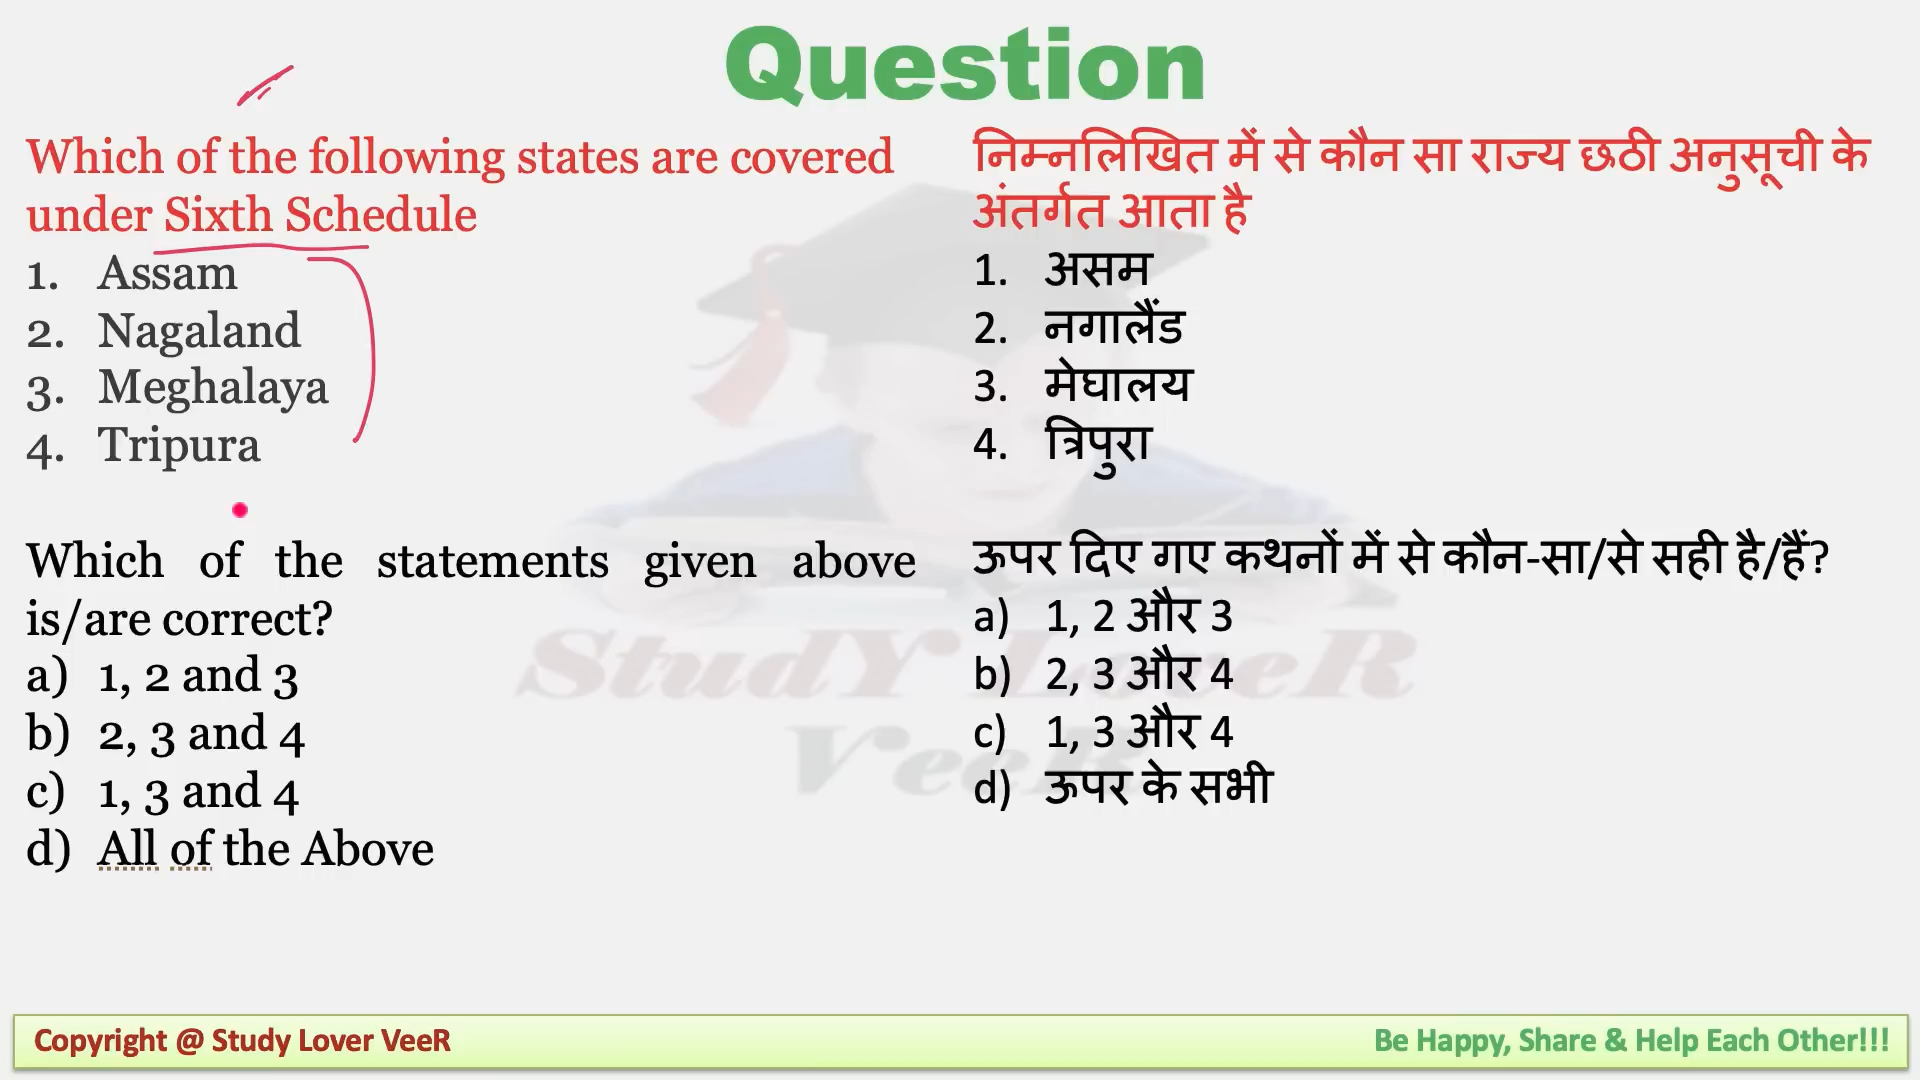 Question
Which of the following states are covered
under Sixth Schedule
1. Assam
2. Nagaland
3. Meghalaya
4. Tripura
Which of the statements given above
is/are correct?
a) 1, 2 and 3
b) 2, 3 and 4
c) 1, 3 and 4
d) All of the Above
निम्नलिखित में से कौन सा राज्य छठी अनुसूची के
अंतर्गत आता है
1. असम
2. नगालैंड
3. मेघालय
4. त्रिपुरा
ऊपर दिए गए कथनों में से कौन-सा/से सही है/हैं?
a) 1, 2 और 3
b) 2, 3 और 4
c) 1, 3 और 4
d) ऊपर के सभी
StudY LoveR
VeeR
Copyright @ Study Lover VeeR
Be Happy, Share & Help Each Other!!!